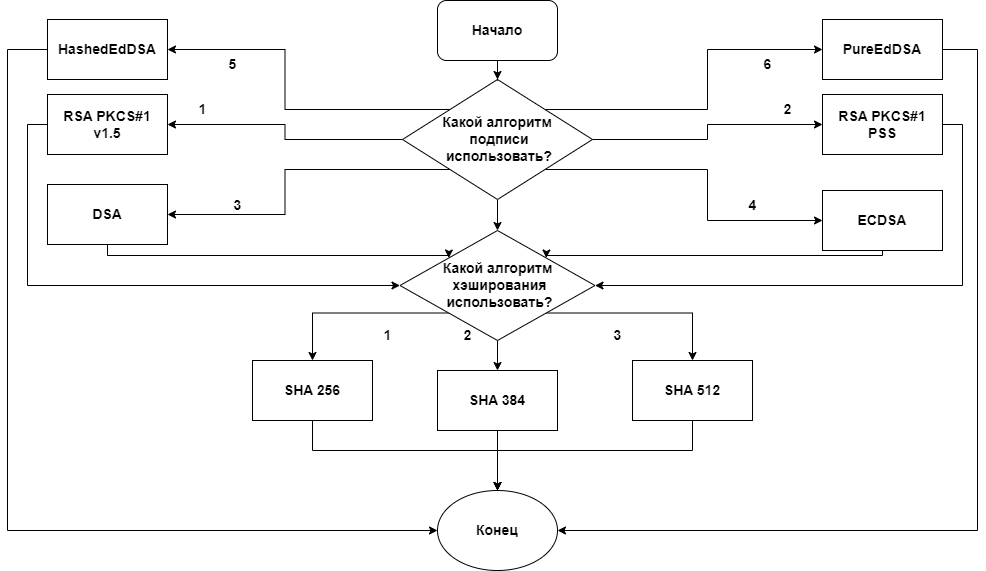 Начало
HashedEdDSA
5
6
PureEdDSA
RSA PKCS#1
v1.5
1
Какой алгоритм
подписи
использовать?
2
RSA PKCS#1
PSS
DSA
3
4
ECDSA
Какой алгоритм
хэширования
использовать?
1
2
3
SHA 256
SHA 384
SHA 512
Конец